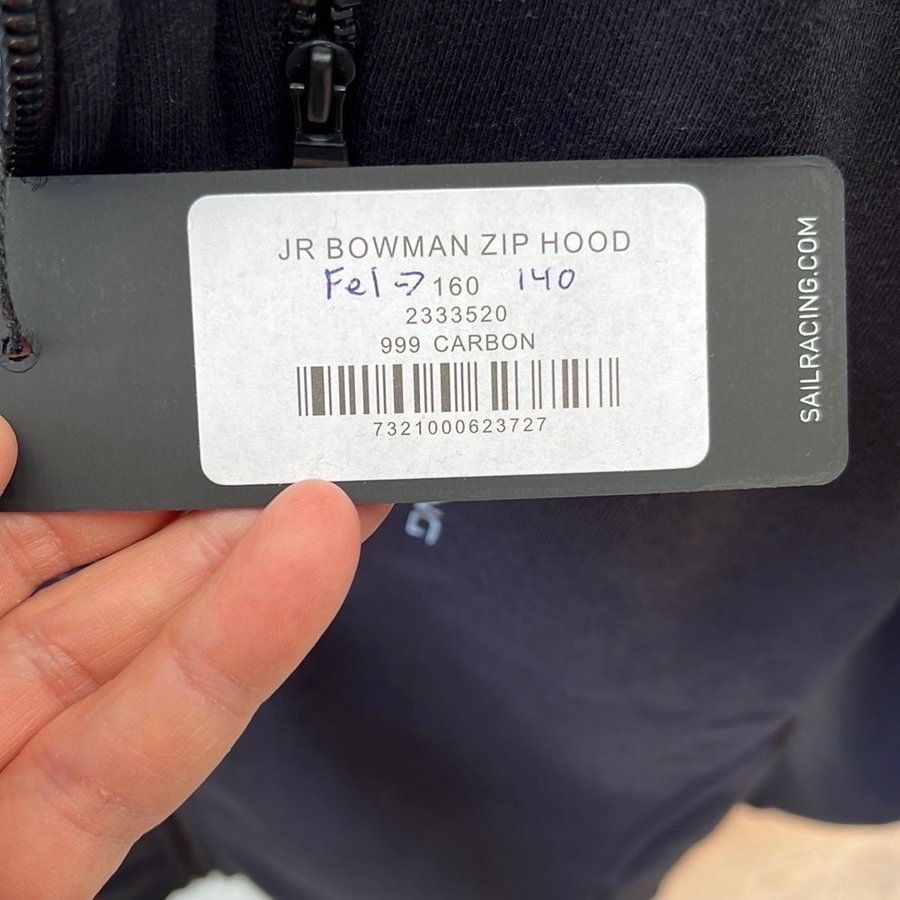 JR BOWMAN ZIP HOOD
Fel → 160 140
2333520
999 CARBON
7321000623727
SAILRACING.COM